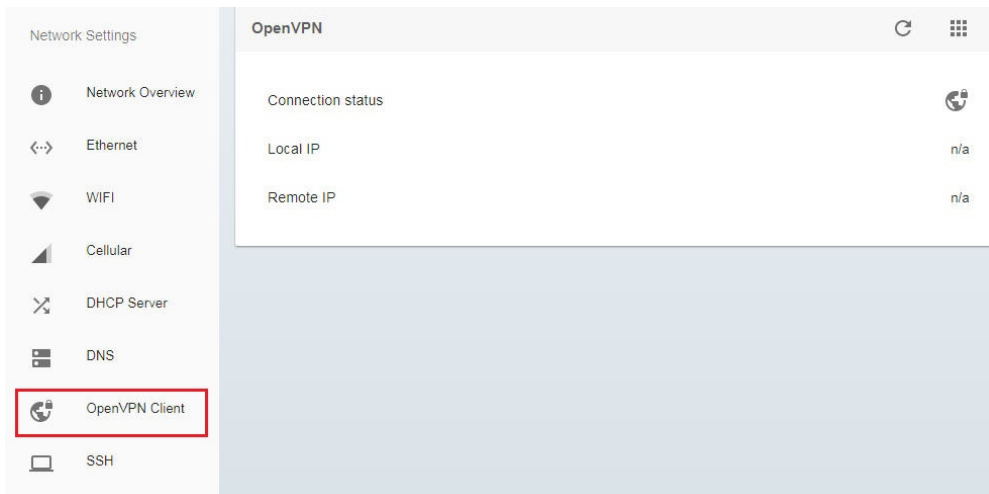 Network Settings
Network Overview
Ethernet
WIFI
Cellular
DHCP Server
DNS
OpenVPN Client
SSH
OpenVPN
Connection status
Local IP n/a
Remote IP n/a